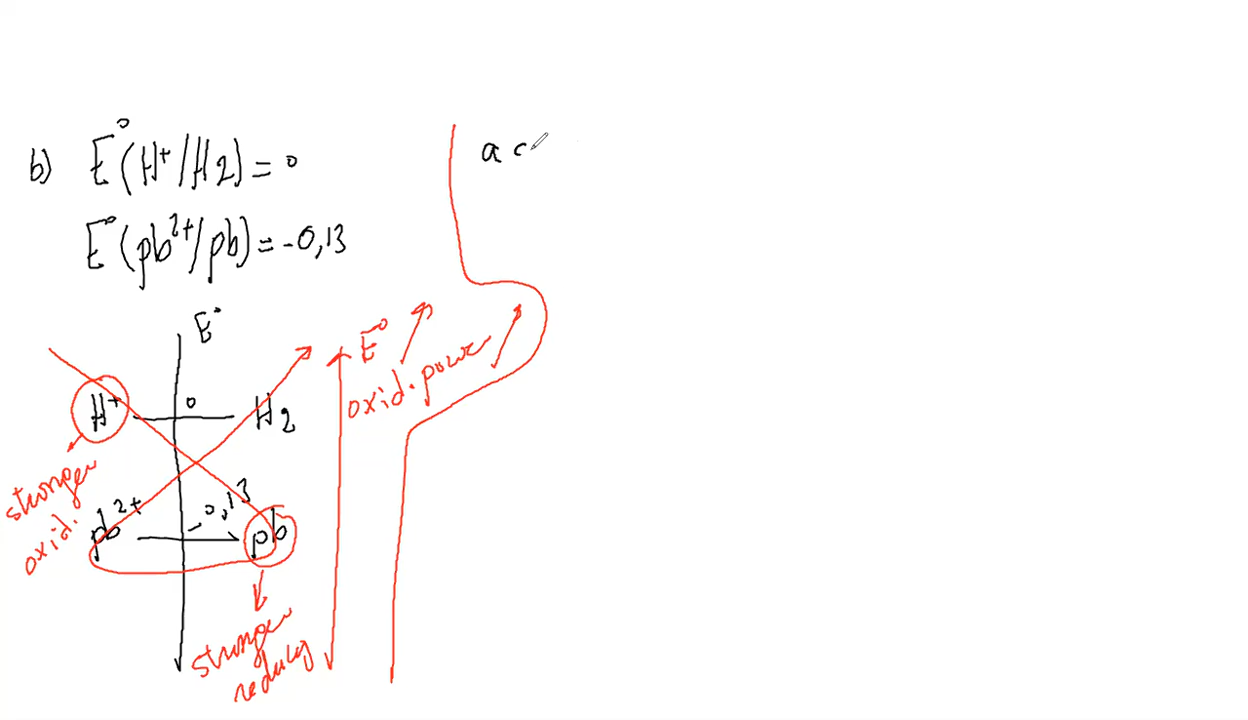 b) E°(H⁺/H2) = 0
E°(pb²⁺/pb) = -0,13
a c
E°
E°
oxid. power
H⁺ 0 H2
stronger
oxid.
pb²⁺ -0,13 pb
stronger
reducing